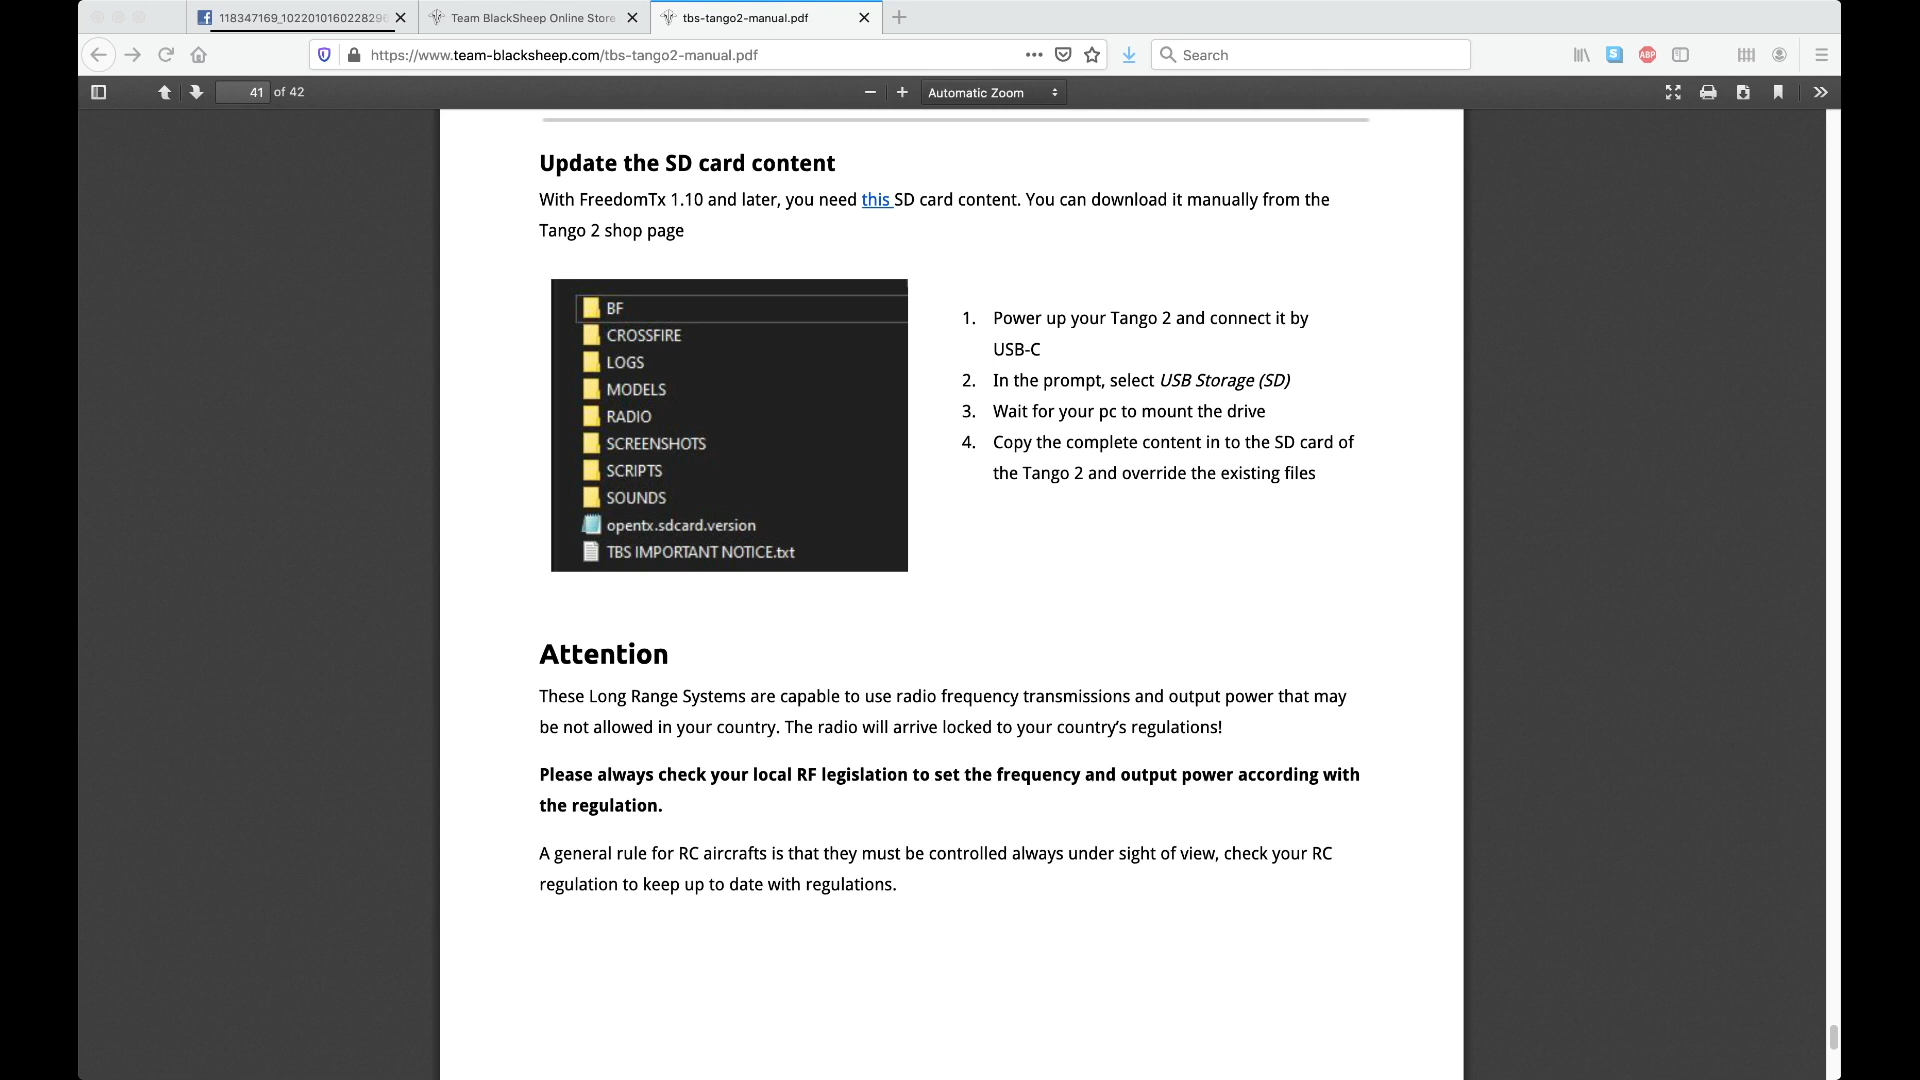 118347169_10220101602282 9
Team BlackSheep Online Store
tbs-tango2-manual.pdf
https://www.team-blacksheep.com/tbs-tango2-manual.pdf
Search
S
ABP
41 of 42
Automatic Zoom
Update the SD card content
With FreedomTx 1.10 and later, you need this SD card content. You can download it manually from the
Tango 2 shop page
BF
CROSSFIRE
LOGS
MODELS
RADIO
SCREENSHOTS
SCRIPTS
SOUNDS
opentx.sdcard.version
TBS IMPORTANT NOTICE.txt
1. Power up your Tango 2 and connect it by
USB-C
2. In the prompt, select USB Storage (SD)
3. Wait for your pc to mount the drive
4. Copy the complete content in to the SD card of
the Tango 2 and override the existing files
Attention
These Long Range Systems are capable to use radio frequency transmissions and output power that may
be not allowed in your country. The radio will arrive locked to your country’s regulations!
Please always check your local RF legislation to set the frequency and output power according with
the regulation.
A general rule for RC aircrafts is that they must be controlled always under sight of view, check your RC
regulation to keep up to date with regulations.